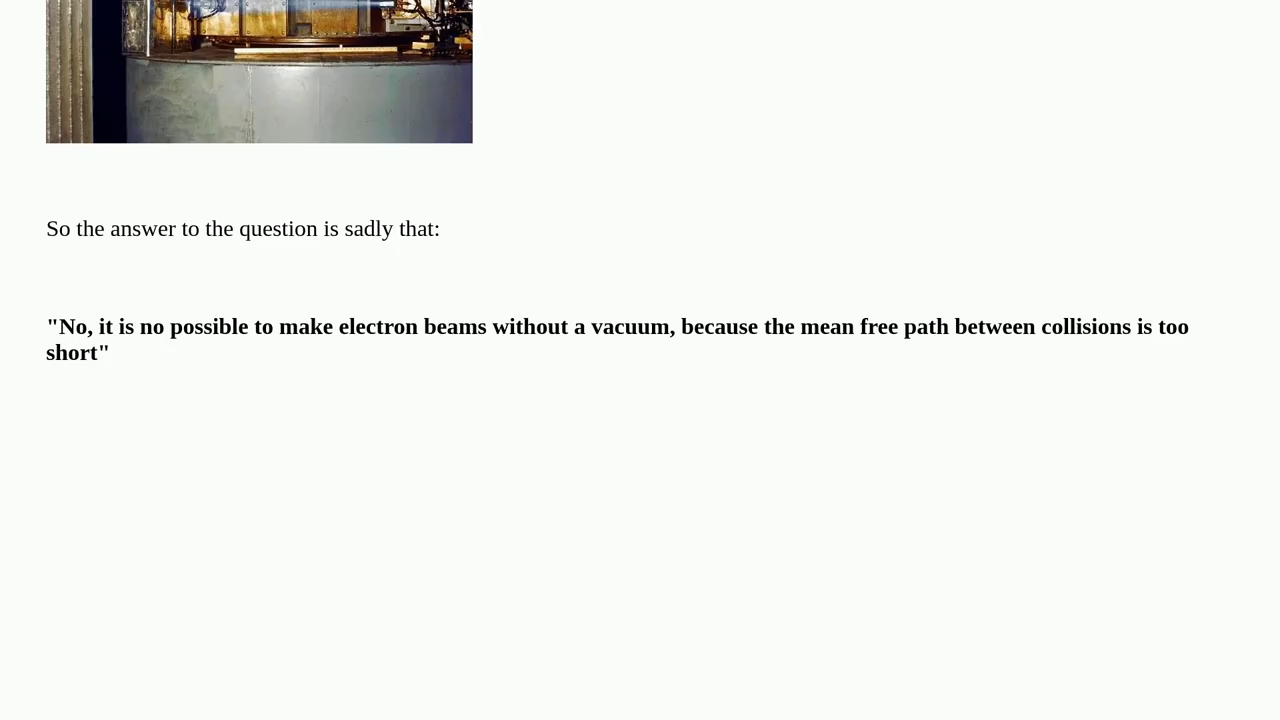 So the answer to the question is sadly that:
"No, it is no possible to make electron beams without a vacuum, because the mean free path between collisions is too
short"